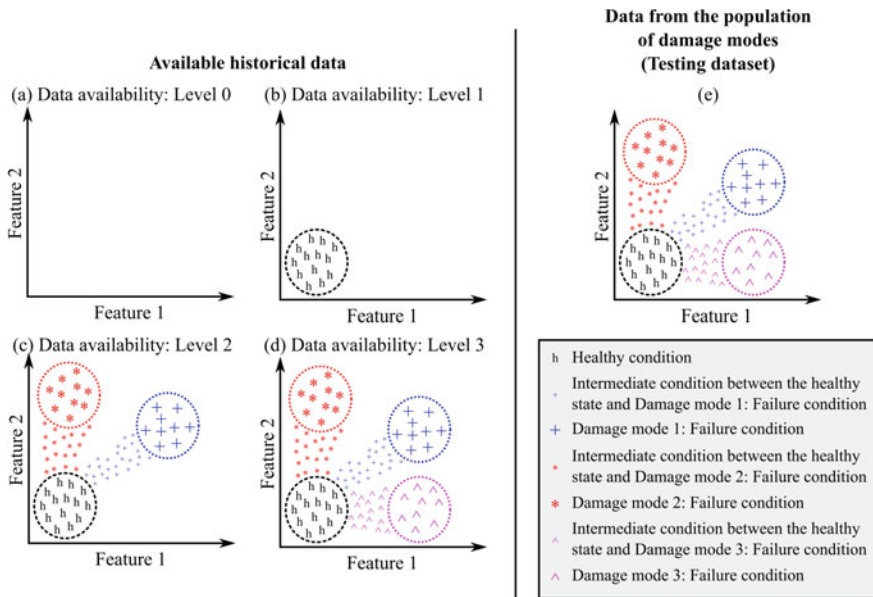 Available historical data
(a) Data availability: Level 0
Feature 2
Feature 1
(b) Data availability: Level 1
Feature 2
h h h h h h h h h h h h
Feature 1
(c) Data availability: Level 2
Feature 2
h h h h h h h h h h h h
Feature 1
(d) Data availability: Level 3
Feature 2
h h h h h h h h h h h h
Feature 1
Data from the population
of damage modes
(Testing dataset)
(e)
Feature 2
h h h h h h h h h h h h
Feature 1
h Healthy condition
Intermediate condition between the healthy
state and Damage mode 1: Failure condition
Damage mode 1: Failure condition
Intermediate condition between the healthy
state and Damage mode 2: Failure condition
Damage mode 2: Failure condition
Intermediate condition between the healthy
state and Damage mode 3: Failure condition
Damage mode 3: Failure condition